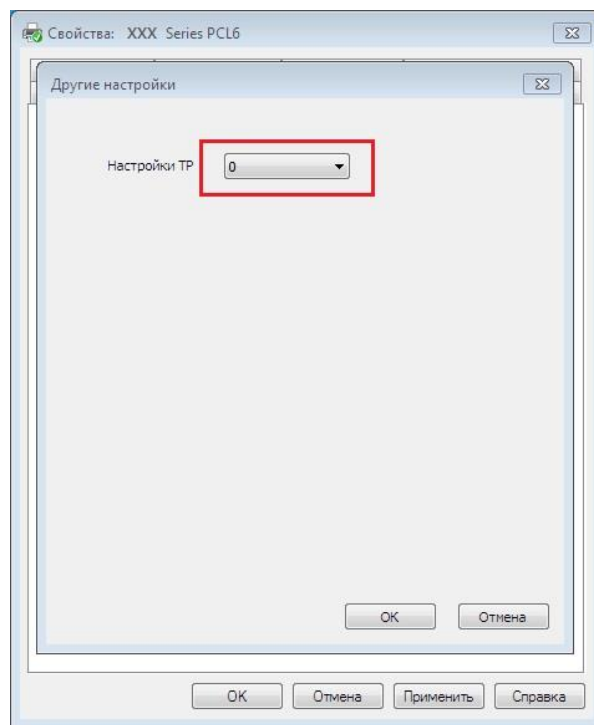 Свойства: XXX Series PCL6
Другие настройки
Настройки TP 0
OK Отмена
OK Отмена Применить Справка